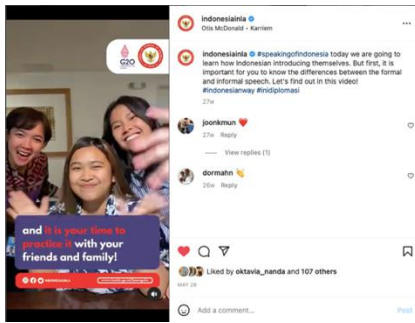 indonesiainla
Otis McDonald • Karriem
G20
indonesiainla #speakingofindonesia today we are going to
learn how Indonesian introducing themselves. But first, it is
important for you to know the differences between the formal
and informal speech. Let's find out in this video!
#indonesianway #inidiplomasi
27w
joonkmun
27w Reply
View replies (1)
dormahn
26w Reply
and it is your time to
practice it with your
friends and family!
Liked by oktavia_nanda and 107 others
MAY 28
Add a comment...
Post